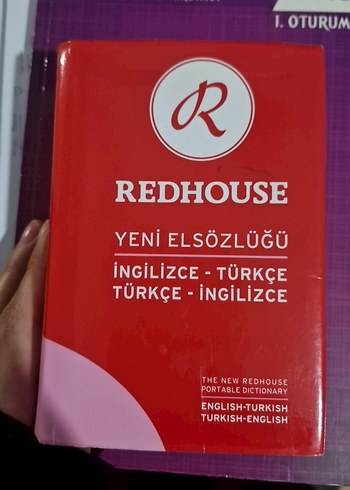 1. OTURUM
R
REDHOUSE
YENİ ELSÖZLÜĞÜ
İNGİLİZCE - TÜRKÇE
TÜRKÇE - İNGİLİZCE
THE NEW REDHOUSE
PORTABLE DICTIONARY
ENGLISH-TURKISH
TURKISH-ENGLISH